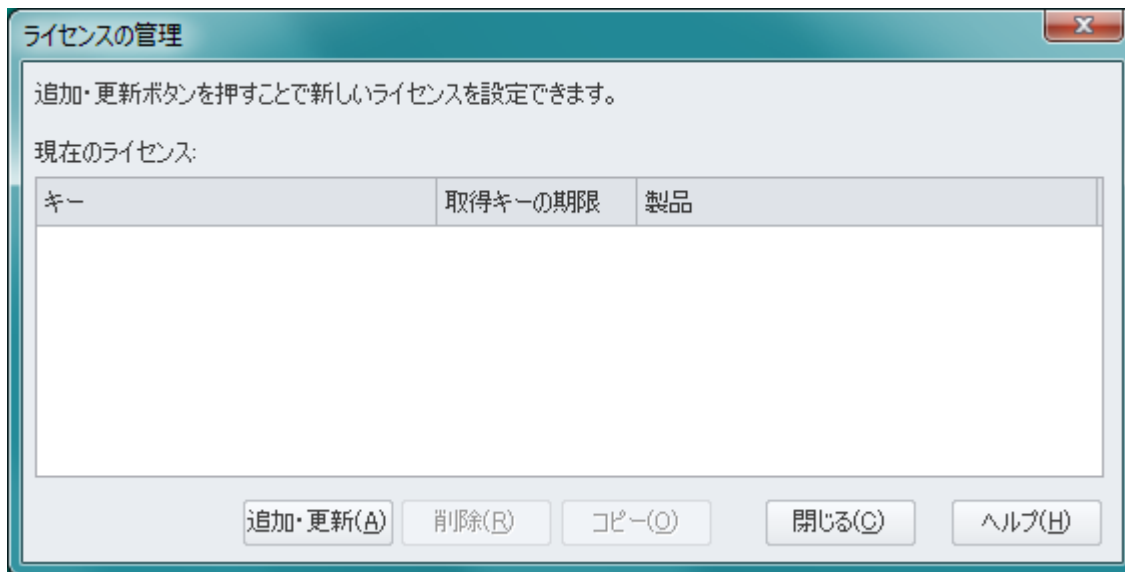 ライセンスの管理
追加・更新ボタンを押すことで新しいライセンスを設定できます。
現在のライセンス:
キー 取得キーの期限 製品
追加・更新(A) 削除(R) コピー(O) 閉じる(C) ヘルプ(H)